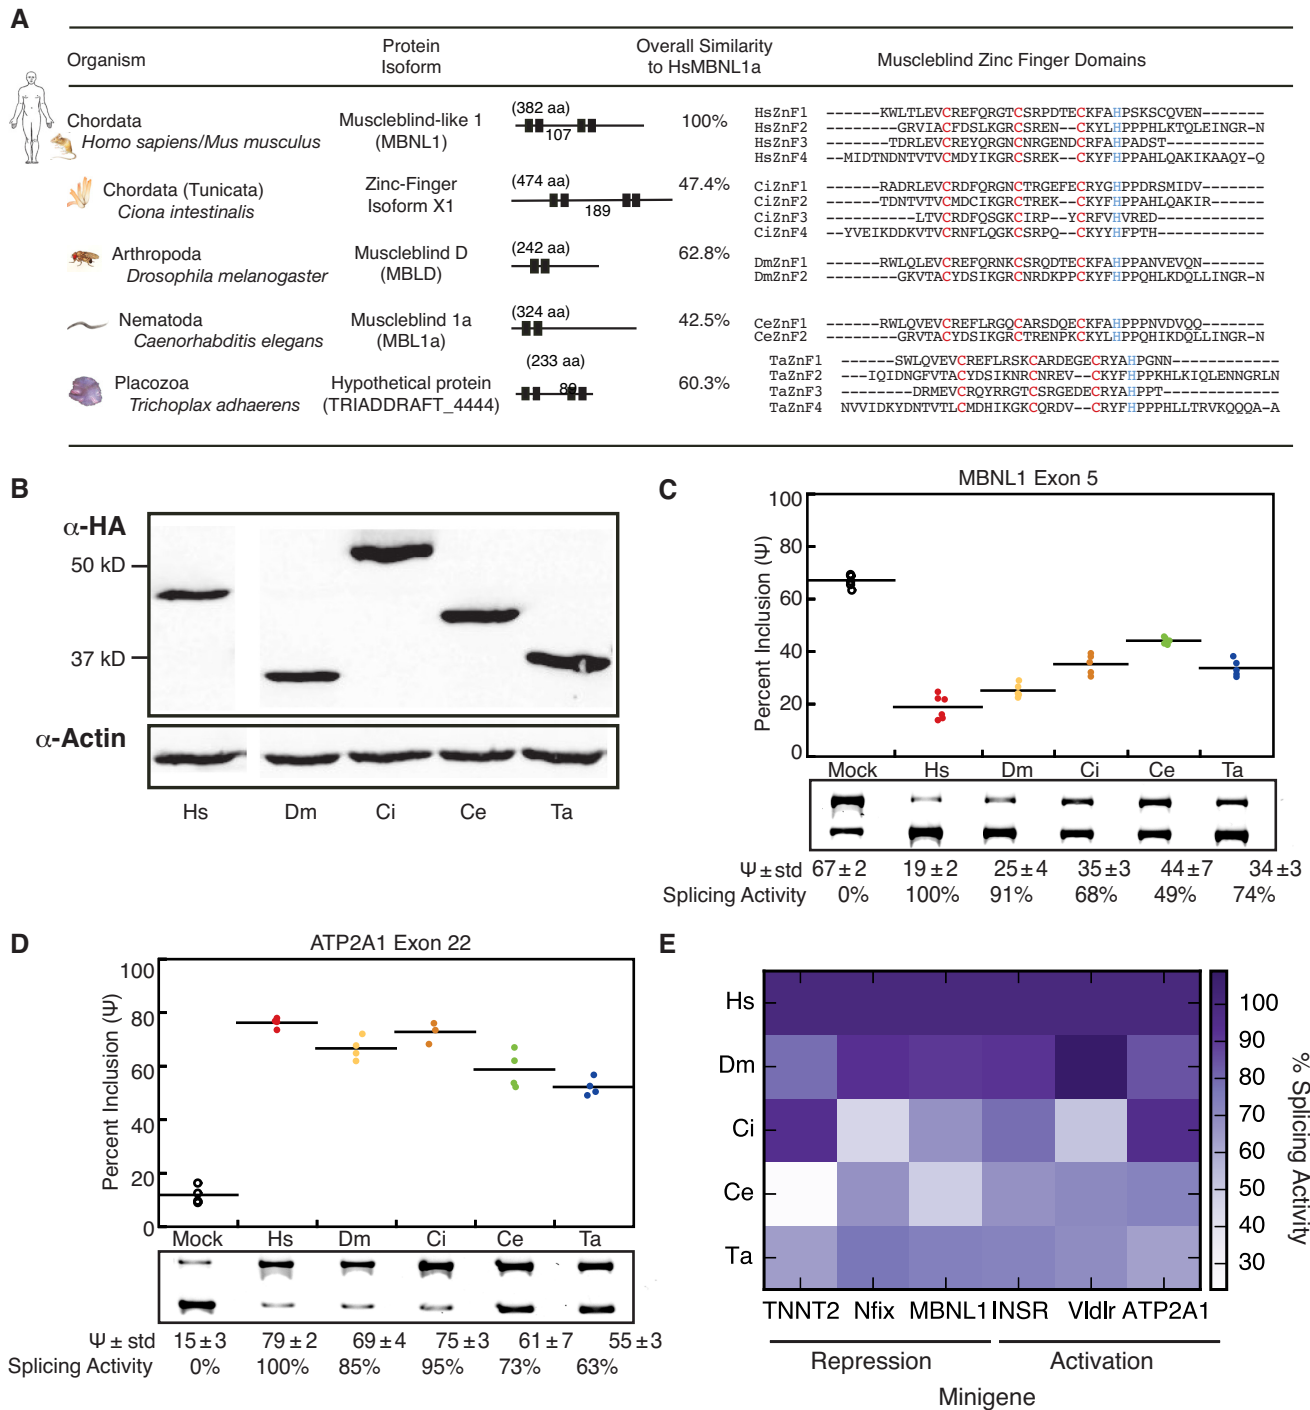 A
Organism
Protein
Isoform
Overall Similarity
to HsMBNL1a
Muscleblind Zinc Finger Domains
Chordata
Homo sapiens/Mus musculus
Muscleblind-like 1
(MBNL1)
(382 aa)
107
100%
HsZnF1 ------KWLTLEVCREFQRGTCSRPDTECKFAHPSKSCQVEN-------
HsZnF2 --------GRVIACFDSLKGRCSREN--CKYLHPPPHLKTQLEINGR-N
HsZnF3 -------TDRLEVCREYQRGNCNRGENDCRFAHPADST-----------
HsZnF4 --MIDTNDNTVTVCMDYIKGRCSREK--CKYFHPPAHLQAKIKAAQY-Q
Chordata (Tunicata)
Ciona intestinalis
Zinc-Finger
Isoform X1
(474 aa)
189
47.4%
CiZnF1 ------RADRLEVCRDFQRGNCTRGEFECRYGHPPDRSMIDV-------
CiZnF2 ------TDNTVTVCMDCIKGRCTREK--CKYFHPPAHLQAKIR------
CiZnF3 ----------LTVCRDFQSGKCIRP--YCRFVHVRED------------
CiZnF4 --YVEIKDDKVTVCRNFLQGKCSRPQ--CKYYHFPTH------------
Arthropoda
Drosophila melanogaster
Muscleblind D
(MBLD)
(242 aa)
62.8%
DmZnF1 ------RWLQLEVCREFQRNKCSRQDTECKFAHPPANVEVQN-------
DmZnF2 --------GKVTACYDSIKGRCNRDKPPCKYFHPPQHLKDQLLINGR-N
Nematoda
Caenorhabditis elegans
Muscleblind 1a
(MBL1a)
(324 aa)
42.5%
CeZnF1 ------RWLQVEVCREFLRGQCARSDQECKFAHPPPNVDVQQ-------
CeZnF2 --------GRVTACYDSIKGRCTRENPKCKYLHPPQHIKDQLLINGR-N
Placozoa
Trichoplax adhaerens
Hypothetical protein
(TRIADDRAFT_4444)
(233 aa)
89
60.3%
TaZnF1 ------SWLQVEVCREFLRSKCARDEGECRYAHPGNN------------
TaZnF2 ---IQIDNGFVTACYDSIKNRCNREV--CKYFHPPKHLKIQLENNGRLN
TaZnF3 --------DRMEVCRQYRRGTCSRGEDECRYAHPPT-------------
TaZnF4 NVVIDKYDNTVTLCMDHIKGKCQRDV--CRYFHPPPHLLTRVKQQQA-A
B
α-HA
50 kD
37 kD
α-Actin
Hs Dm Ci Ce Ta
C
MBNL1 Exon 5
Percent Inclusion (Ψ)
100
80
60
40
20
0
Mock Hs Dm Ci Ce Ta
Ψ ± std 67 ± 2 19 ± 2 25 ± 4 35 ± 3 44 ± 7 34 ± 3
Splicing Activity 0% 100% 91% 68% 49% 74%
D
ATP2A1 Exon 22
Percent Inclusion (Ψ)
100
80
60
40
20
0
Mock Hs Dm Ci Ce Ta
Ψ ± std 15 ± 3 79 ± 2 69 ± 4 75 ± 3 61 ± 7 55 ± 3
Splicing Activity 0% 100% 85% 95% 73% 63%
E
Hs
Dm
Ci
Ce
Ta
100
90
80
70
60
50
40
30
% Splicing Activity
TNNT2 Nfix MBNL1 INSR Vldlr ATP2A1
Repression Activation
Minigene